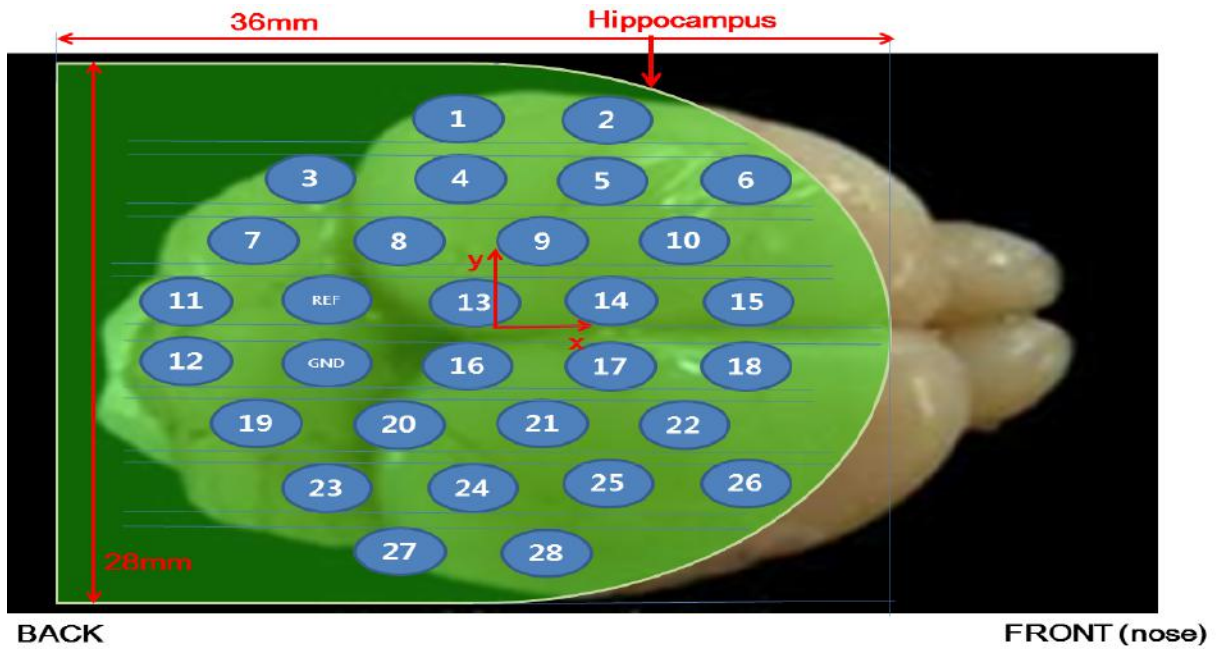 36mm
Hippocampus
1 2
3 4 5 6
7 8 9 10
y
11 REF 13 14 15
x
12 GND 16 17 18
19 20 21 22
23 24 25 26
27 28
28mm
BACK
FRONT (nose)